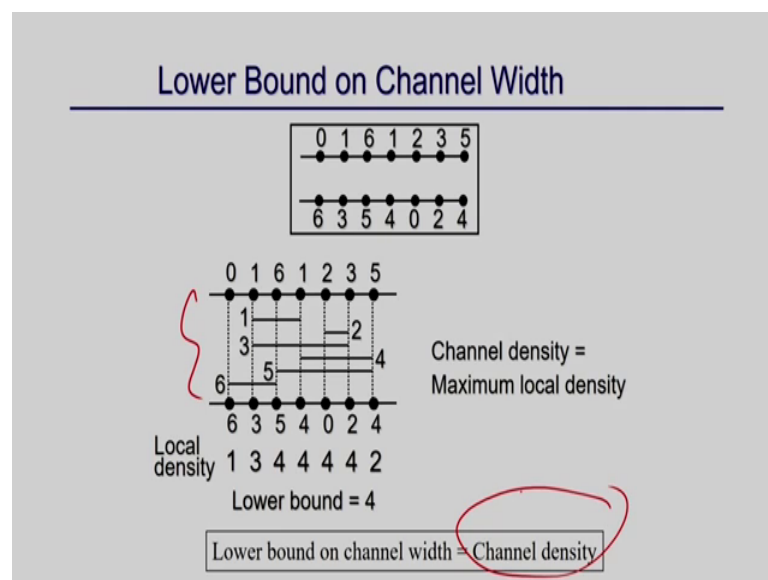 Lower Bound on Channel Width
0 1 6 1 2 3 5
6 3 5 4 0 2 4
0 1 6 1 2 3 5
1
2
3
4
5
6
Channel density =
Maximum local density
6 3 5 4 0 2 4
Local
density 1 3 4 4 4 4 2
Lower bound = 4
Lower bound on channel width = Channel density